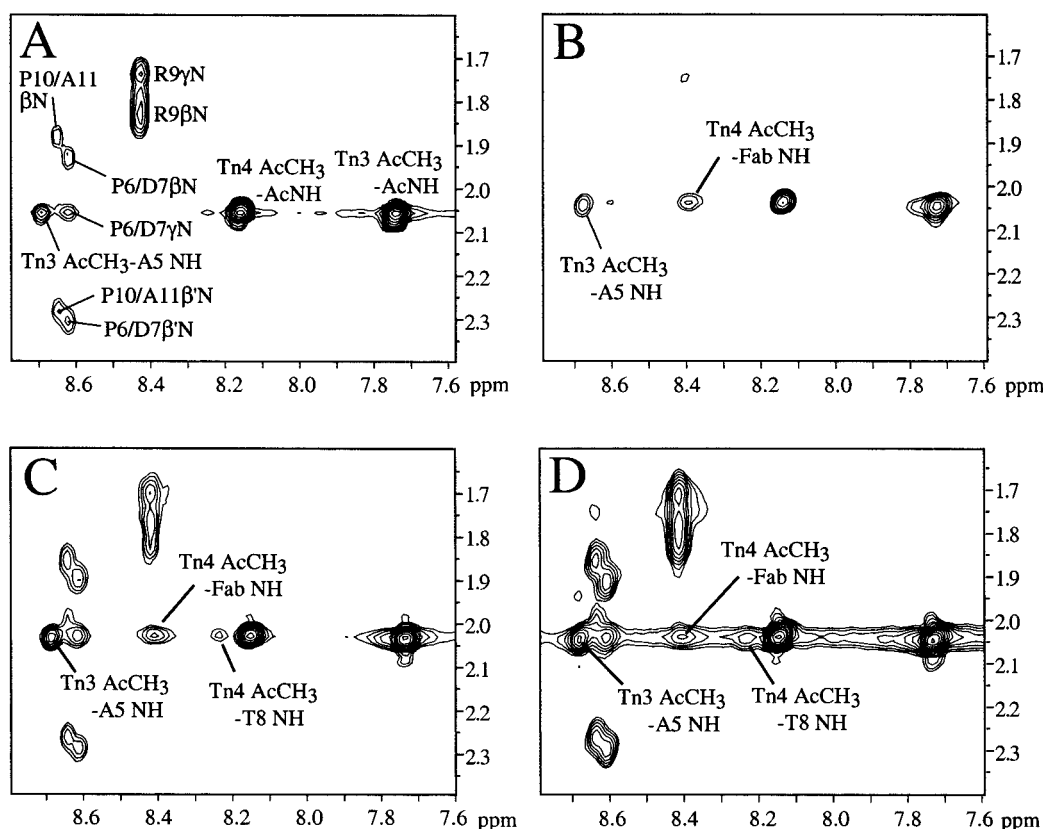 A
P10/A11
βN
R9γN
R9βN
P6/D7βN
Tn4 AcCH3
-AcNH
Tn3 AcCH3
-AcNH
P6/D7γN
Tn3 AcCH3-A5 NH
P10/A11β'N
P6/D7β'N
1.7
1.8
1.9
2.0
2.1
2.2
2.3
8.6 8.4 8.2 8.0 7.8 7.6 ppm
B
Tn4 AcCH3
-Fab NH
Tn3 AcCH3
-A5 NH
1.7
1.8
1.9
2.0
2.1
2.2
2.3
8.6 8.4 8.2 8.0 7.8 7.6 ppm
C
Tn4 AcCH3
-Fab NH
Tn3 AcCH3
-A5 NH
Tn4 AcCH3
-T8 NH
1.7
1.8
1.9
2.0
2.1
2.2
2.3
8.6 8.4 8.2 8.0 7.8 7.6 ppm
D
Tn4 AcCH3
-Fab NH
Tn3 AcCH3
-A5 NH
Tn4 AcCH3
-T8 NH
1.7
1.8
1.9
2.0
2.1
2.2
2.3
8.6 8.4 8.2 8.0 7.8 7.6 ppm